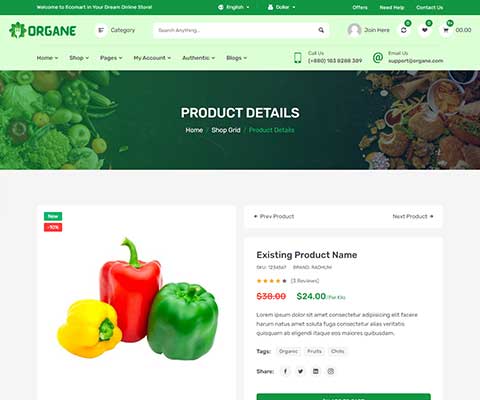 Welcome to Ecomart in Your Dream Online Store!
English
Dollar
Offers
Need Help
Contact Us
ORGANE
Category
Search Anything...
Join Here
0
0
9+
00.00
Home
Shop
Pages
My Account
Authentic
Blogs
Call Us
(+880) 183 8288 389
Email Us
support@organe.com
PRODUCT DETAILS
Home / Shop Grid / Product Details
New
-10%
Prev Product
Next Product
Existing Product Name
SKU: 1234567 BRAND: RADHUNI
(3 Reviews)
$38.00 $24.00/Per Kilo
Lorem ipsum dolor sit amet consectetur adipisicing elit facere
harum natus amet soluta fuga consectetur alias veritatis
quisquam ab eligendi itaque eos maiores quibusdam.
Tags: Organic Fruits Chilis
Share: